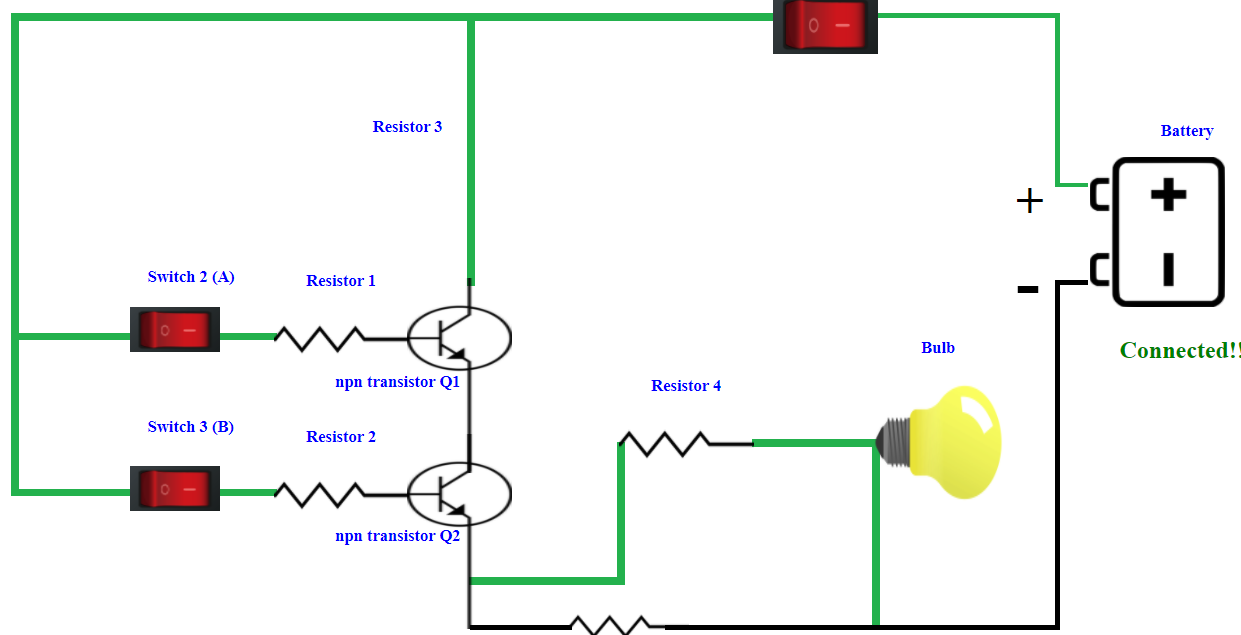 Resistor 3
Battery
+
+
Switch 2 (A)
Resistor 1
-
-
Connected!!
Bulb
npn transistor Q1
Resistor 4
Switch 3 (B)
Resistor 2
npn transistor Q2